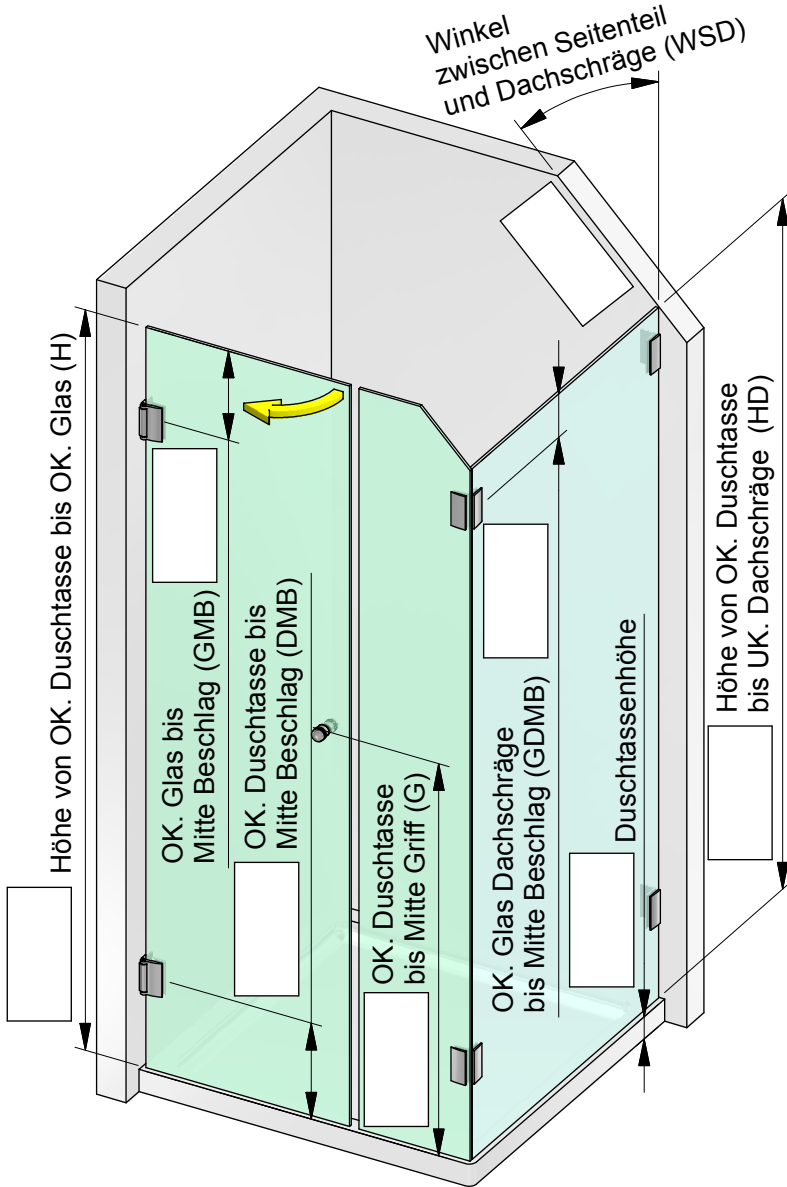 Winkel
zwischen Seitenteil
und Dachschräge (WSD)
Höhe von OK. Duschtasse bis OK. Glas (H)
OK. Glas bis
Mitte Beschlag (GMB)
OK. Duschtasse bis
Mitte Beschlag (DMB)
OK. Duschtasse
bis Mitte Griff (G)
OK. Glas Dachschräge
bis Mitte Beschlag (GDMB)
Duschtassenhöhe
Höhe von OK. Duschtasse
bis UK. Dachschräge (HD)